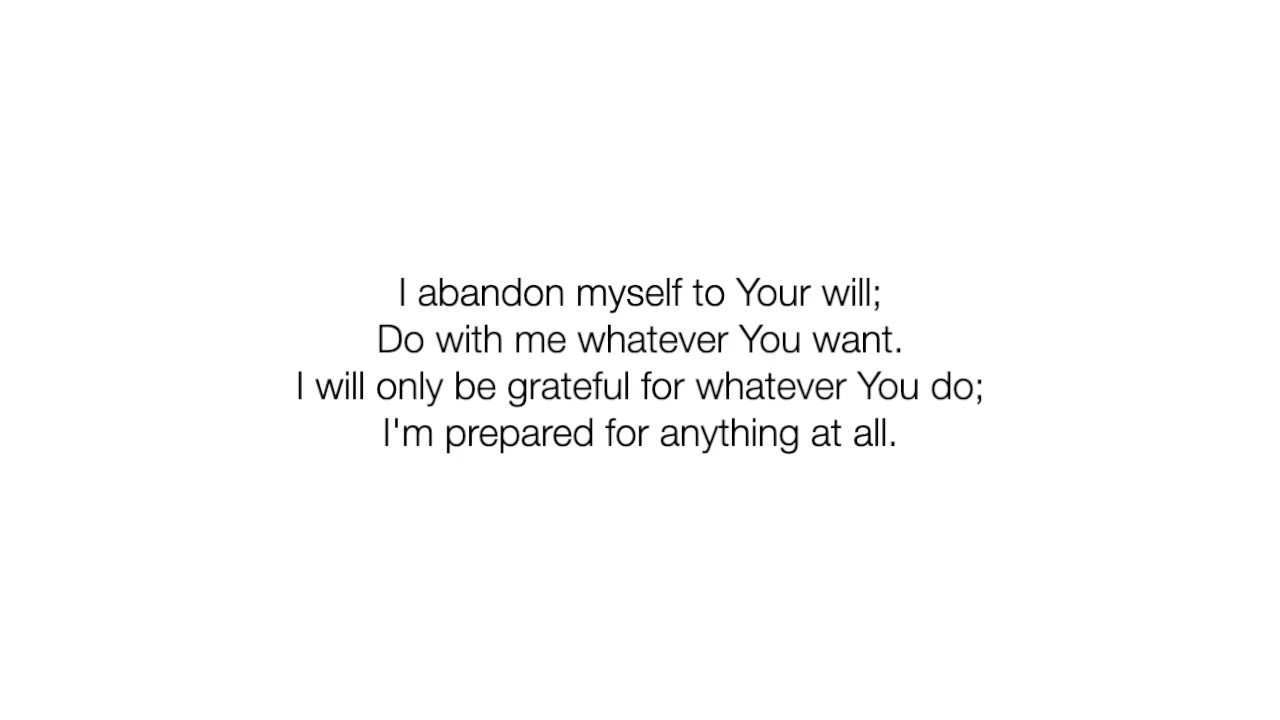 I abandon myself to Your will;
Do with me whatever You want.
I will only be grateful for whatever You do;
I'm prepared for anything at all.